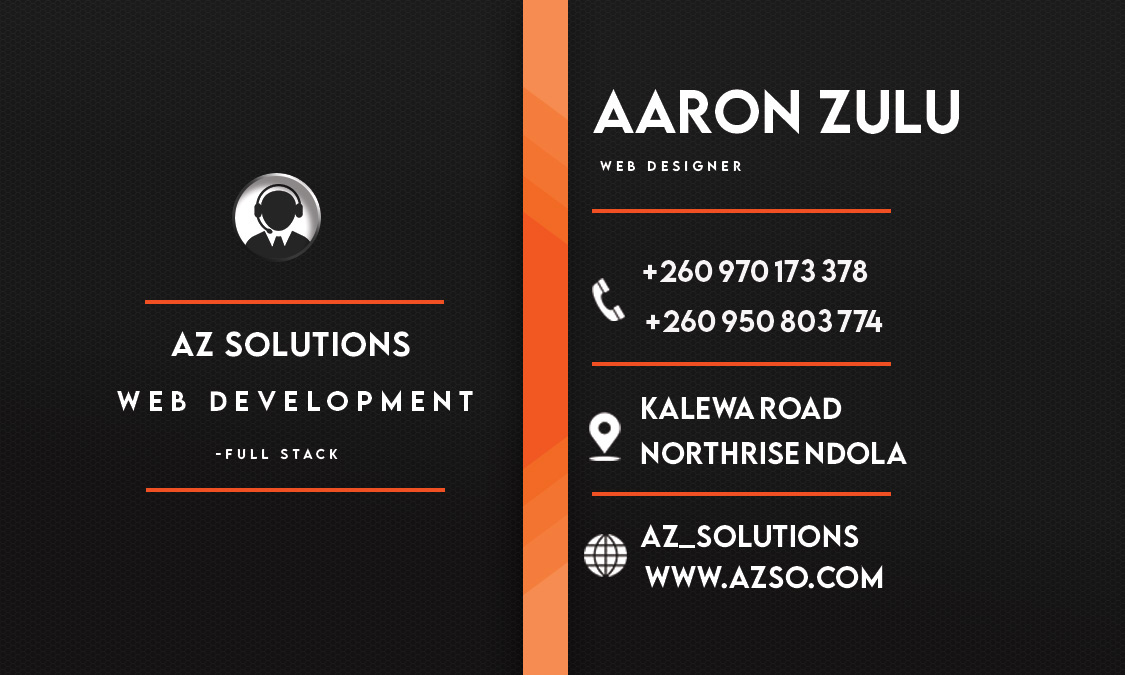 AZ SOLUTIONS
WEB DEVELOPMENT
-FULL STACK
AARON ZULU
WEB DESIGNER
+260 970 173 378
+260 950 803 774
KALEWA ROAD
NORTHRISE NDOLA
AZ_SOLUTIONS
WWW.AZSO.COM